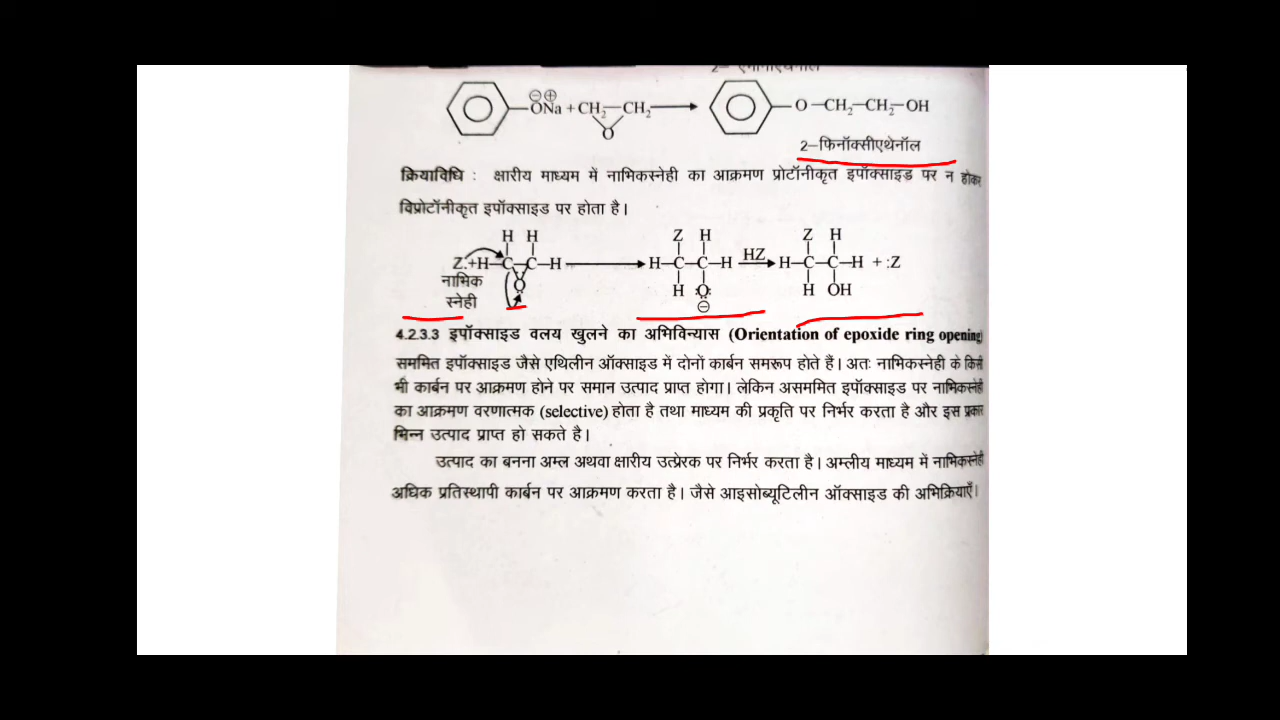 ⊖⊕
ONa + CH₂—CH₂ ⟶ O—CH₂—CH₂—OH
O
2–फिनॉक्सीएथेनॉल
क्रियाविधि : क्षारीय माध्यम में नाभिकस्नेही का आक्रमण प्रोटॉनीकृत इपॉक्साइड पर न होकर
विप्रोटॉनीकृत इपॉक्साइड पर होता है।
H H Z H Z H
Z:+H–C–C–H ⟶ H–C–C–H HZ⟶ H–C–C–H + :Z
नाभिक O H :O: H OH
स्नेही ⊖
4.2.3.3 इपॉक्साइड वलय खुलने का अभिविन्यास (Orientation of epoxide ring opening)
सममित इपॉक्साइड जैसे एथिलीन ऑक्साइड में दोनों कार्बन समरूप होते हैं। अतः नाभिकस्नेही के किसी
भी कार्बन पर आक्रमण होने पर समान उत्पाद प्राप्त होगा। लेकिन असममित इपॉक्साइड पर नाभिकस्नेही
का आक्रमण वरणात्मक (selective) होता है तथा माध्यम की प्रकृति पर निर्भर करता है और इस प्रकार
भिन्न उत्पाद प्राप्त हो सकते है।
उत्पाद का बनना अम्ल अथवा क्षारीय उत्प्रेरक पर निर्भर करता है। अम्लीय माध्यम में नाभिकस्नेही
अधिक प्रतिस्थापी कार्बन पर आक्रमण करता है। जैसे आइसोब्यूटिलीन ऑक्साइड की अभिक्रियाएँ।